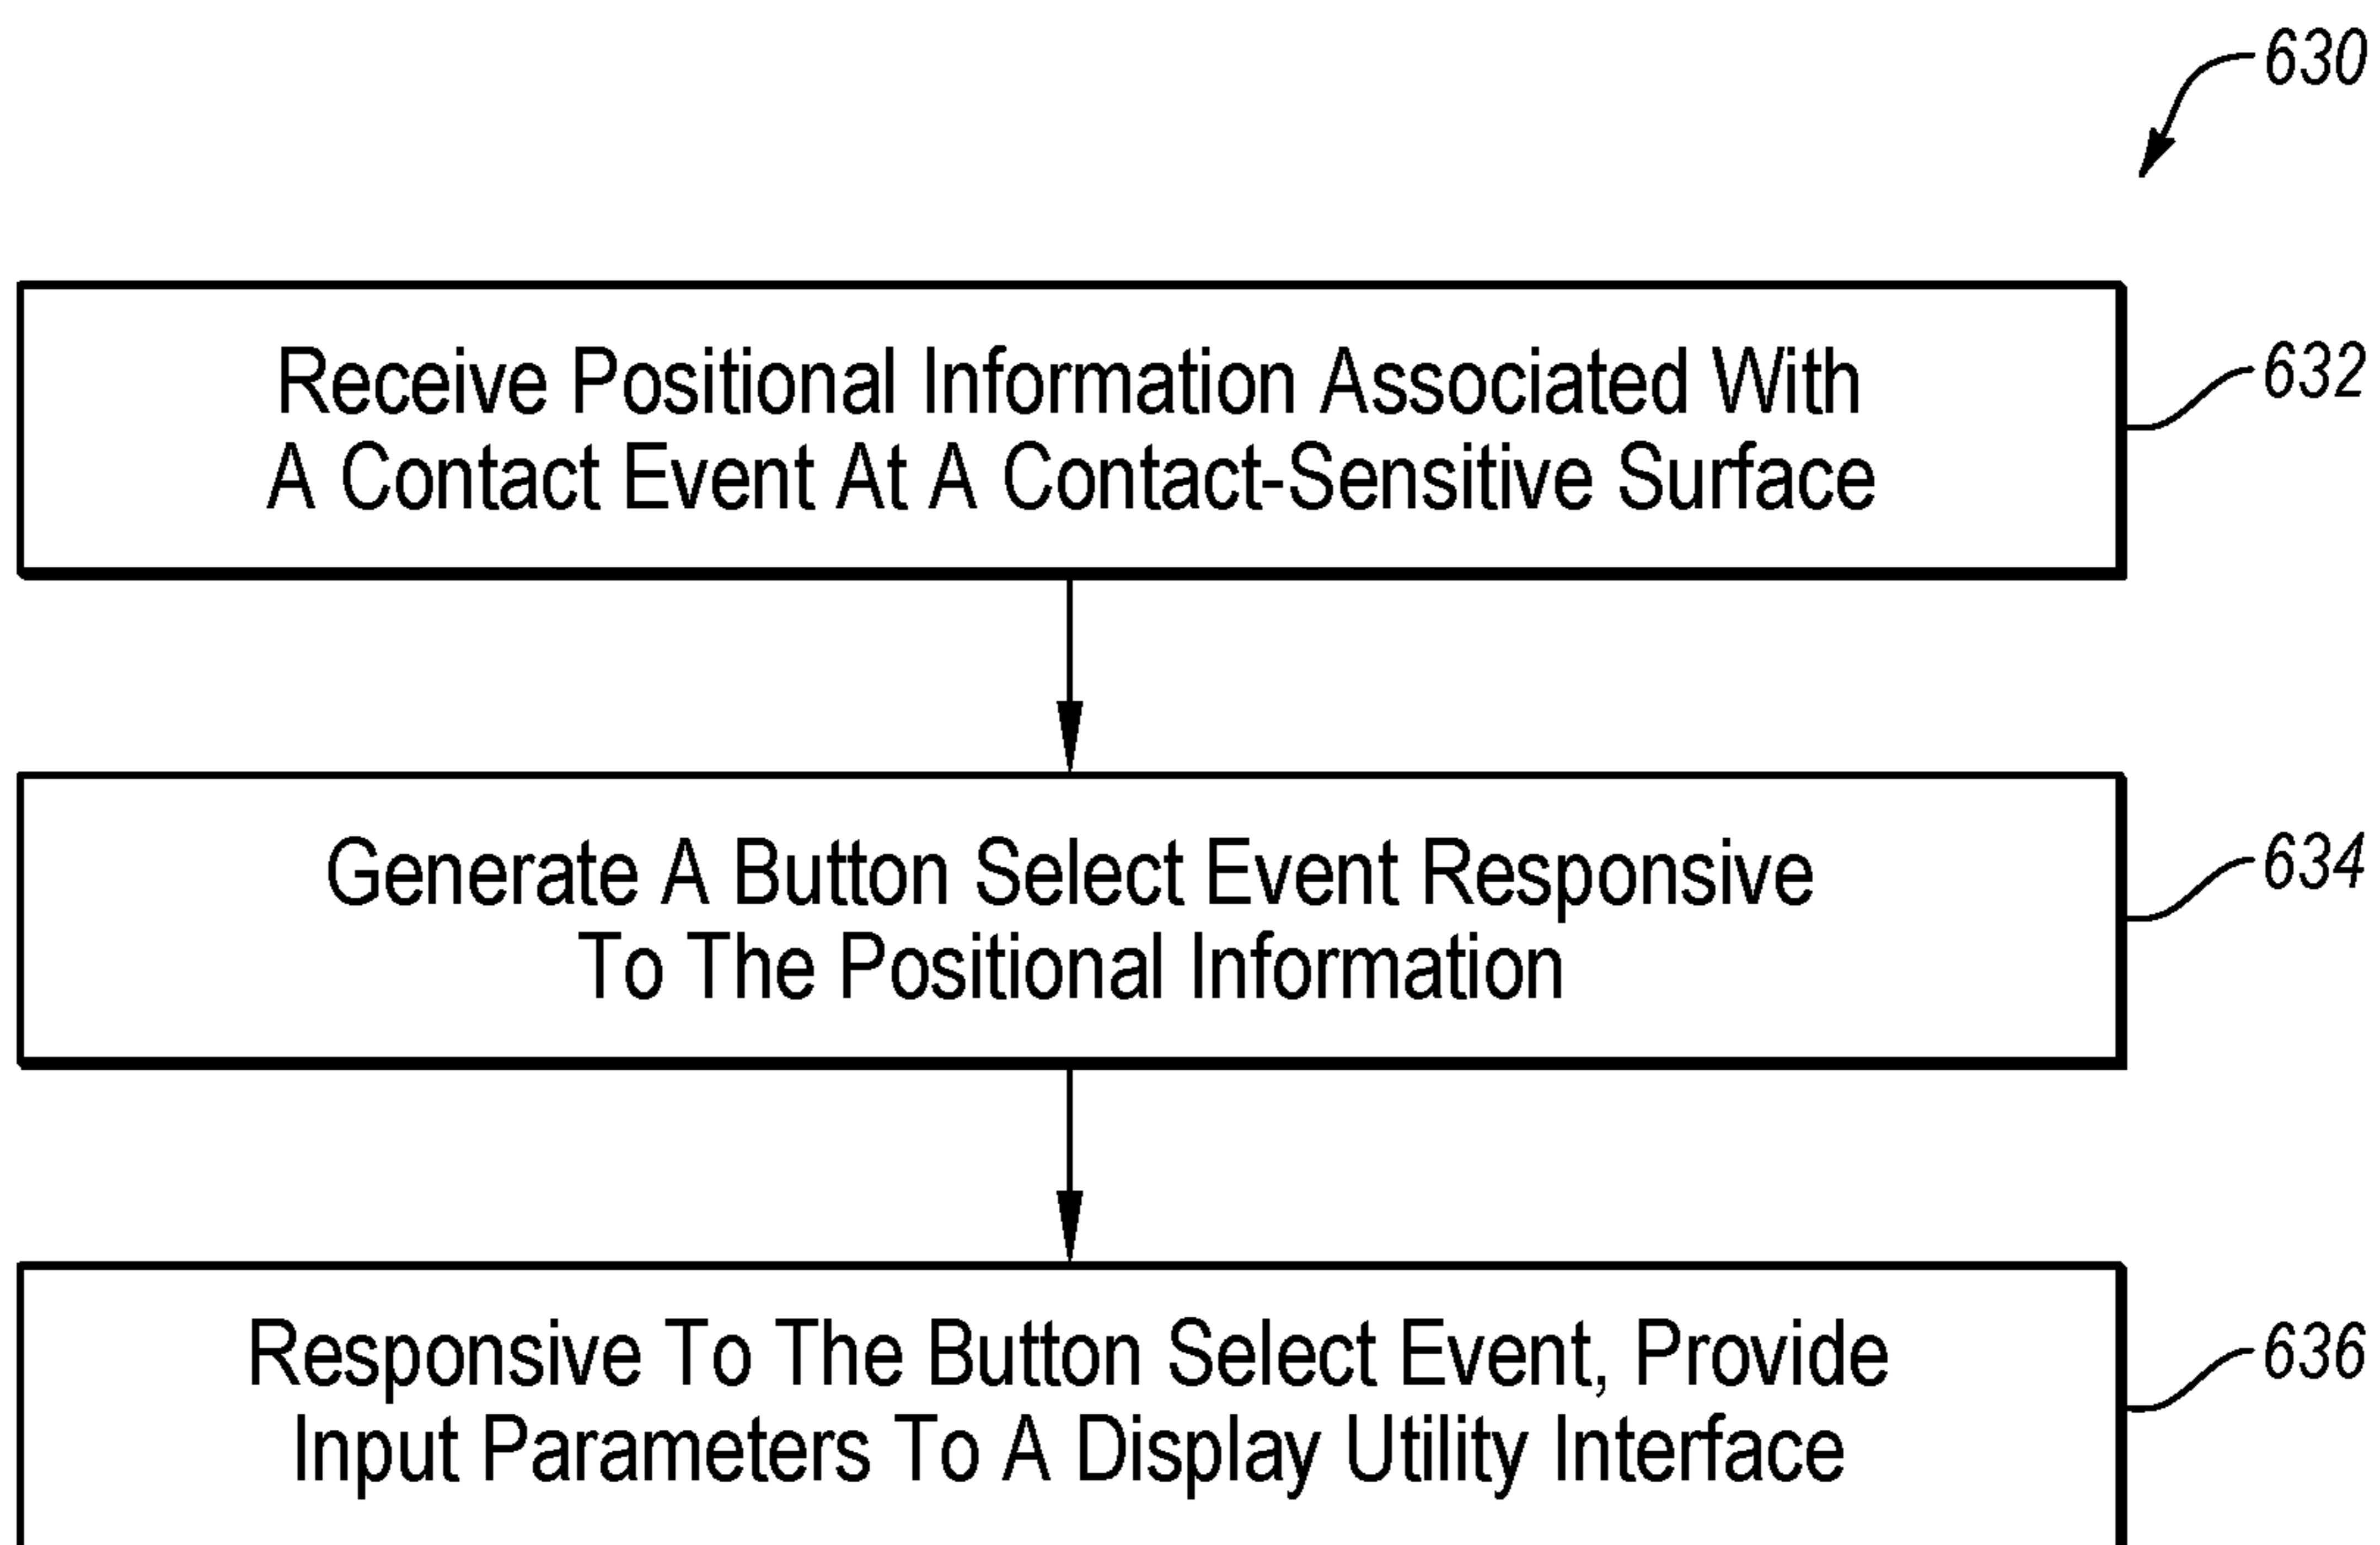 630
Receive Positional Information Associated With
A Contact Event At A Contact-Sensitive Surface
632
Generate A Button Select Event Responsive
To The Positional Information
634
Responsive To The Button Select Event, Provide
Input Parameters To A Display Utility Interface
636